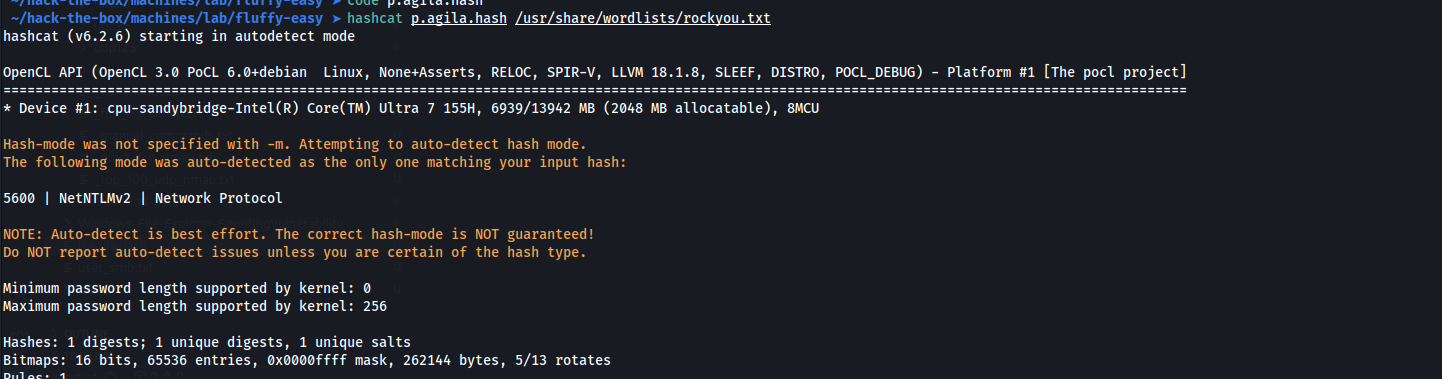 ~/hack-the-box/machines/lab/fluffy-easy ➤ code p.agila.hash
~/hack-the-box/machines/lab/fluffy-easy ➤ hashcat p.agila.hash /usr/share/wordlists/rockyou.txt
hashcat (v6.2.6) starting in autodetect mode
OpenCL API (OpenCL 3.0 PoCL 6.0+debian  Linux, None+Asserts, RELOC, SPIR-V, LLVM 18.1.8, SLEEF, DISTRO, POCL_DEBUG) - Platform #1 [The pocl project]
====================================================================================================================================================
* Device #1: cpu-sandybridge-Intel(R) Core(TM) Ultra 7 155H, 6939/13942 MB (2048 MB allocatable), 8MCU
Hash-mode was not specified with -m. Attempting to auto-detect hash mode.
The following mode was auto-detected as the only one matching your input hash:
5600 | NetNTLMv2 | Network Protocol
NOTE: Auto-detect is best effort. The correct hash-mode is NOT guaranteed!
Do NOT report auto-detect issues unless you are certain of the hash type.
Minimum password length supported by kernel: 0
Maximum password length supported by kernel: 256
Hashes: 1 digests; 1 unique digests, 1 unique salts
Bitmaps: 16 bits, 65536 entries, 0x0000ffff mask, 262144 bytes, 5/13 rotates
Rules: 1